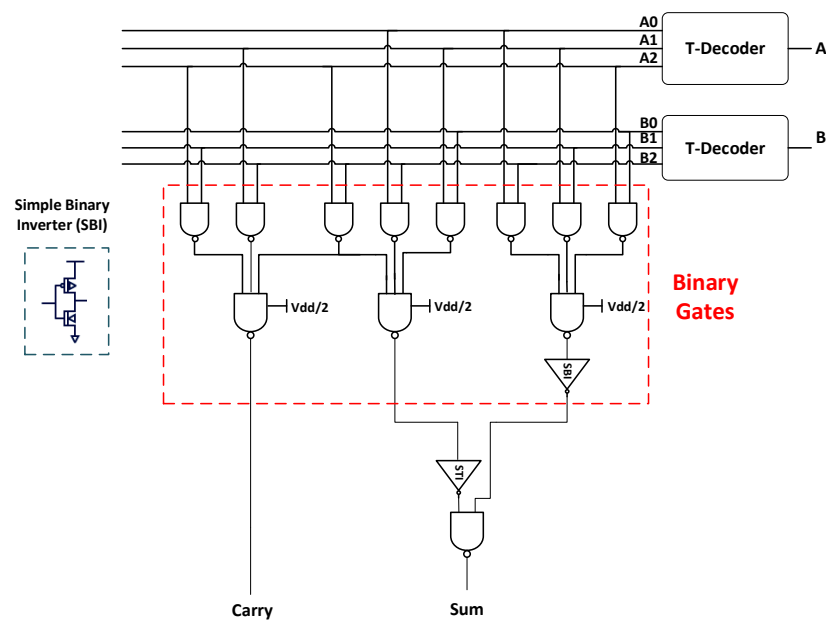 A0
A1
A2
T-Decoder
A
B0
B1
B2
T-Decoder
B
Simple Binary
Inverter (SBI)
Vdd/2
Vdd/2
Vdd/2
Binary
Gates
SBI
STI
Carry
Sum